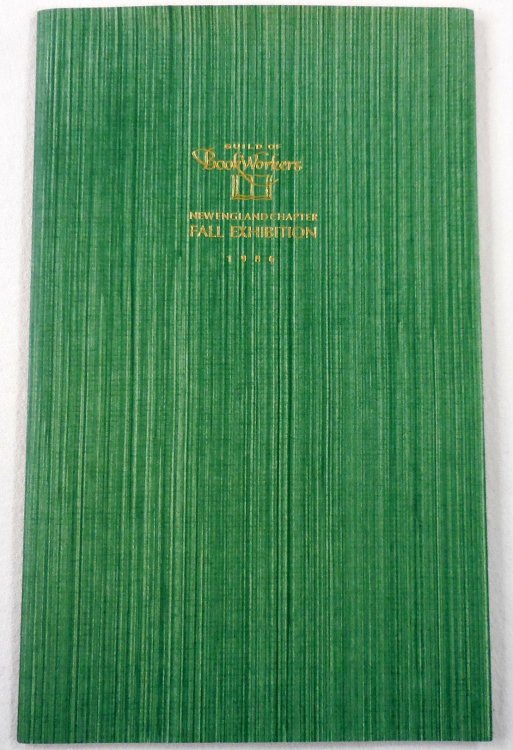 GUILD OF
BookWorkers
NEW ENGLAND CHAPTER
FALL EXHIBITION
1986